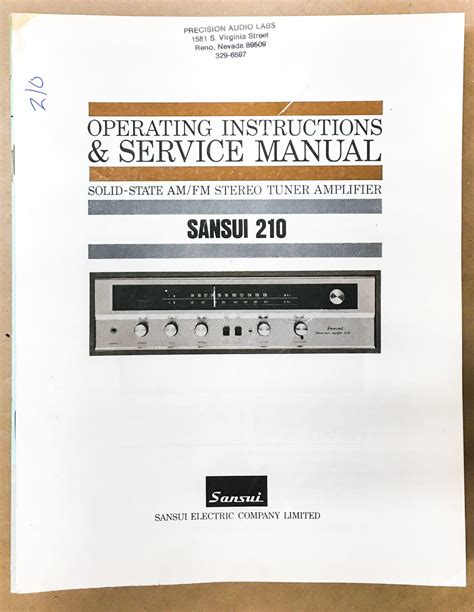 PRECISION AUDIO LABS
1581 S. Virginia Street
Reno, Nevada 89509
329-6597
210
OPERATING INSTRUCTIONS
& SERVICE MANUAL
SOLID-STATE AM/FM STEREO TUNER AMPLIFIER
SANSUI 210
Sansui
SANSUI ELECTRIC COMPANY LIMITED